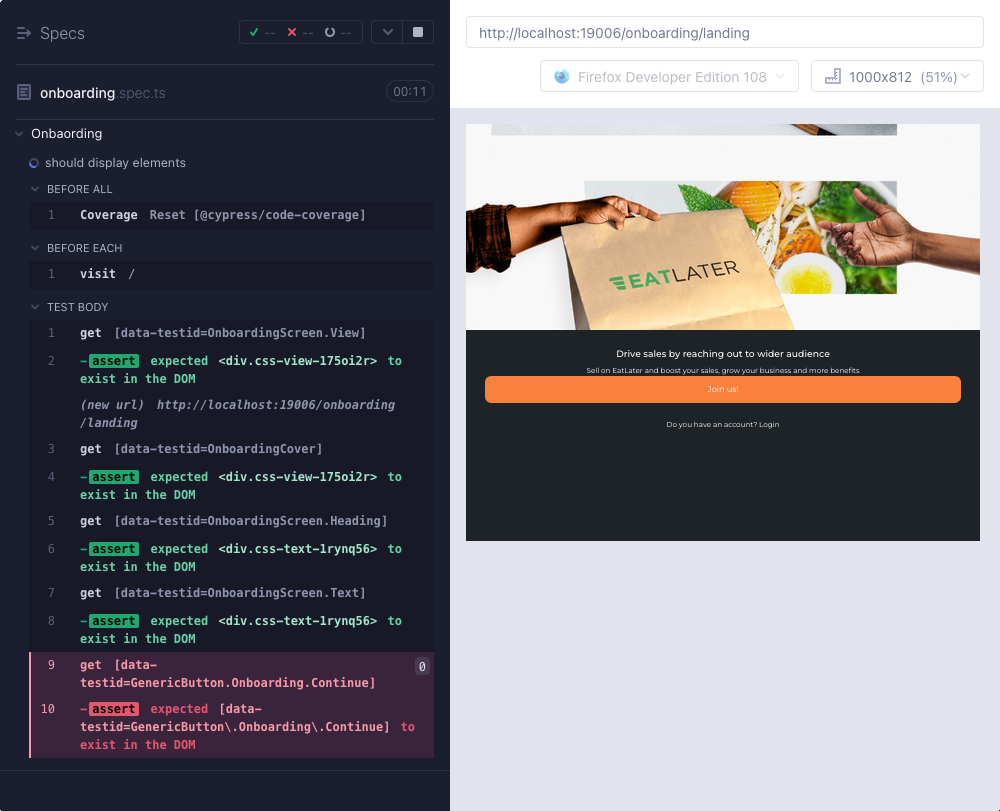 Specs
-- -- --
onboarding.spec.ts 00:11
Onbaording
should display elements
BEFORE ALL
1 Coverage Reset [@cypress/code-coverage]
BEFORE EACH
1 visit /
TEST BODY
1 get [data-testid=OnboardingScreen.View]
2 -assert expected <div.css-view-175oi2r> to
exist in the DOM
(new url) http://localhost:19006/onboarding
/landing
3 get [data-testid=OnboardingCover]
4 -assert expected <div.css-view-175oi2r> to
exist in the DOM
5 get [data-testid=OnboardingScreen.Heading]
6 -assert expected <div.css-text-1rynq56> to
exist in the DOM
7 get [data-testid=OnboardingScreen.Text]
8 -assert expected <div.css-text-1rynq56> to
exist in the DOM
9 get [data-
testid=GenericButton.Onboarding.Continue] 0
10 -assert expected [data-
testid=GenericButton\.Onboarding\.Continue] to
exist in the DOM
http://localhost:19006/onboarding/landing
Firefox Developer Edition 108
1000x812 (51%)
EATLATER
Drive sales by reaching out to wider audience
Sell on EatLater and boost your sales, grow your business and more benefits
Join us!
Do you have an account? Login